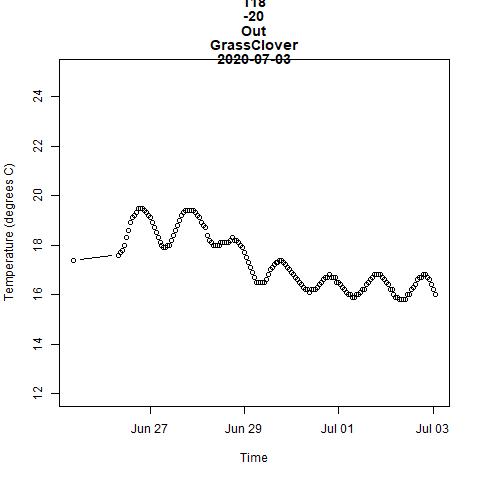 T18
-20
Out
GrassClover
2020-07-03
Temperature (degrees C)
24
22
20
18
16
14
12
Jun 27
Jun 29
Jul 01
Jul 03
Time